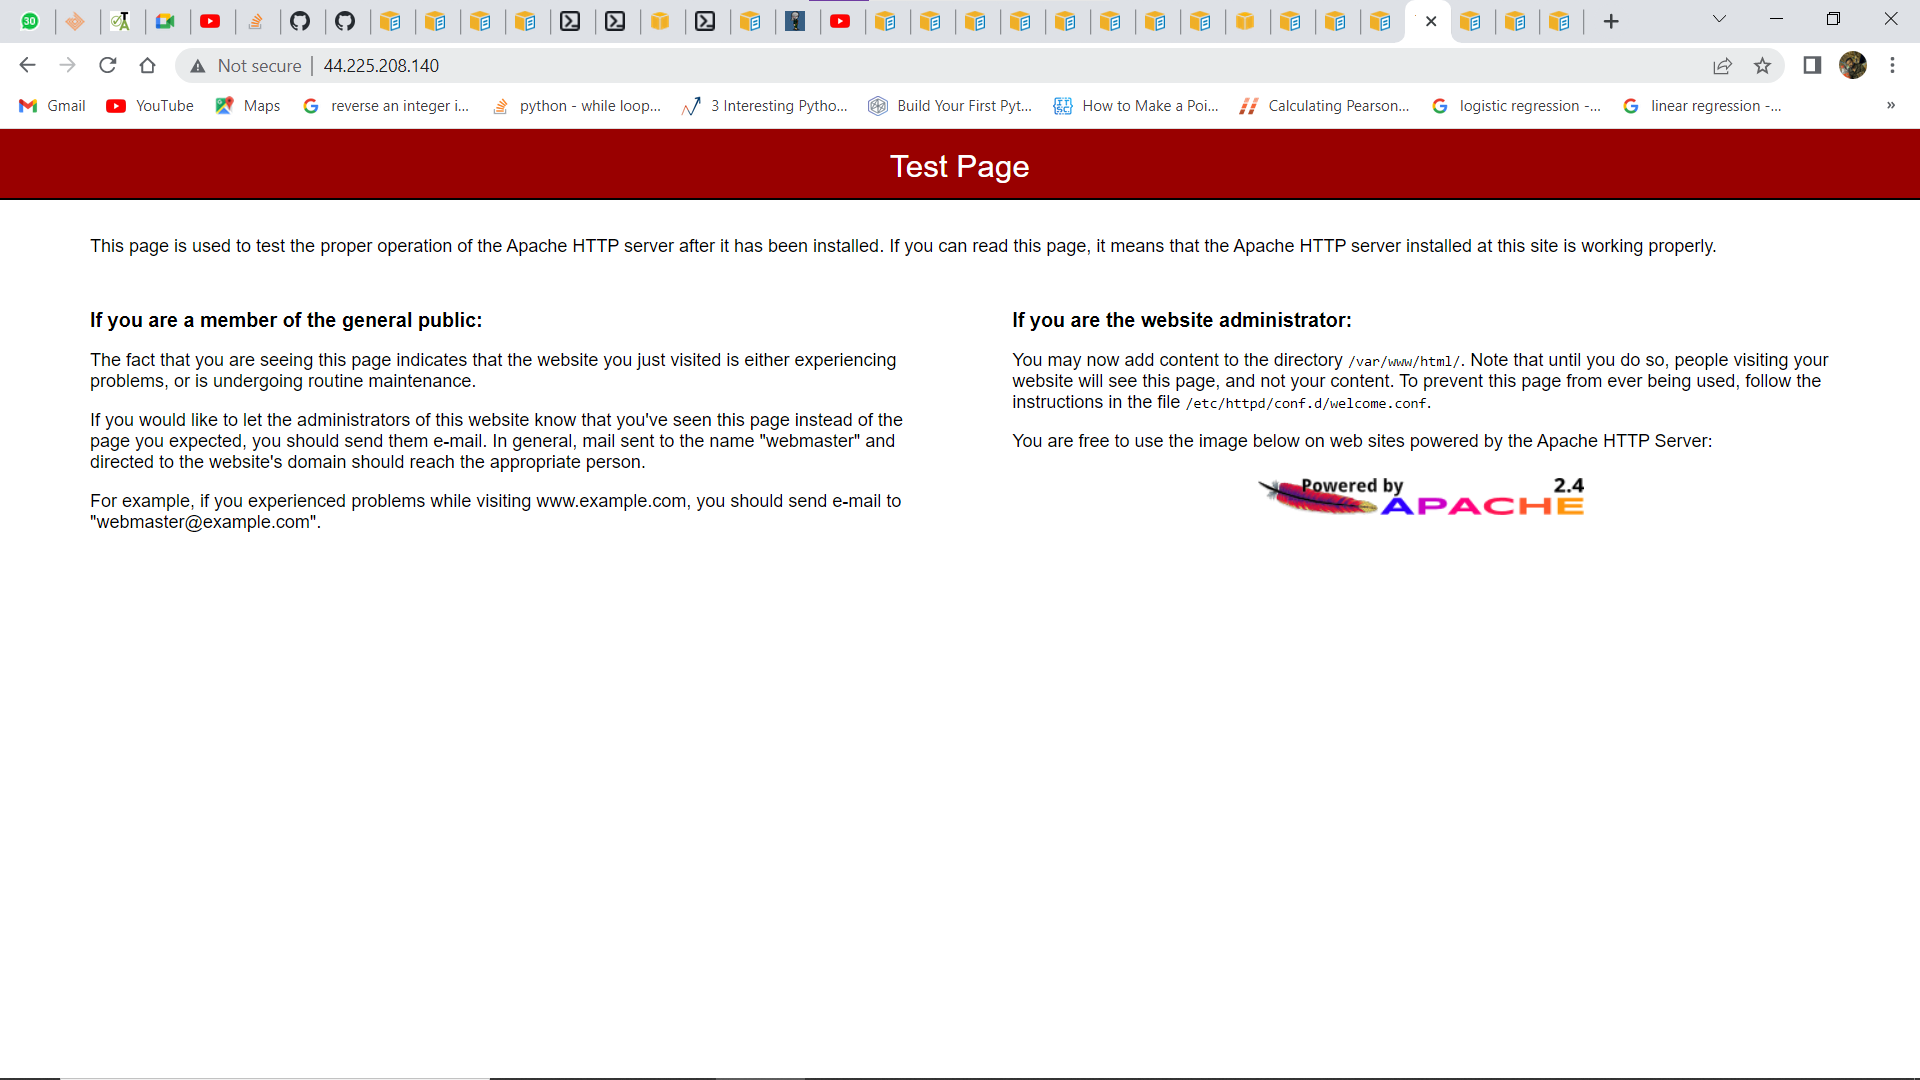 30
Not secure
44.225.208.140
Gmail
YouTube
Maps
reverse an integer i...
python - while loop...
3 Interesting Pytho...
Build Your First Pyt...
How to Make a Poi...
Calculating Pearson...
logistic regression -...
linear regression -...
»
Test Page
This page is used to test the proper operation of the Apache HTTP server after it has been installed. If you can read this page, it means that the Apache HTTP server installed at this site is working properly.
If you are a member of the general public:
The fact that you are seeing this page indicates that the website you just visited is either experiencing
problems, or is undergoing routine maintenance.
If you would like to let the administrators of this website know that you've seen this page instead of the
page you expected, you should send them e-mail. In general, mail sent to the name "webmaster" and
directed to the website's domain should reach the appropriate person.
For example, if you experienced problems while visiting www.example.com, you should send e-mail to
"webmaster@example.com".
If you are the website administrator:
You may now add content to the directory /var/www/html/. Note that until you do so, people visiting your
website will see this page, and not your content. To prevent this page from ever being used, follow the
instructions in the file /etc/httpd/conf.d/welcome.conf.
You are free to use the image below on web sites powered by the Apache HTTP Server:
Powered by 2.4
APACHE